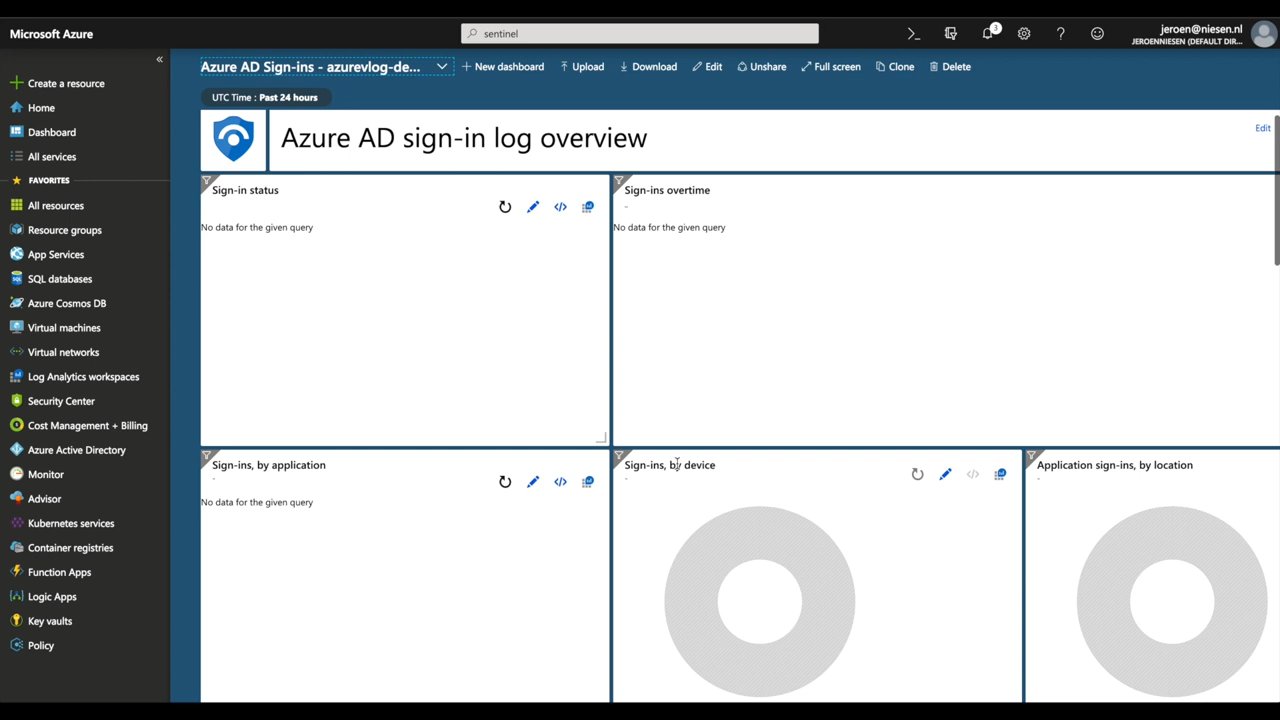 Microsoft Azure
sentinel
3
jeroen@niesen.nl
JEROENNIESEN (DEFAULT DIR...
«
Create a resource
Home
Dashboard
All services
FAVORITES
All resources
Resource groups
App Services
SQL databases
Azure Cosmos DB
Virtual machines
Virtual networks
Log Analytics workspaces
Security Center
Cost Management + Billing
Azure Active Directory
Monitor
Advisor
Kubernetes services
Container registries
Function Apps
Logic Apps
Key vaults
Policy
Azure AD Sign-ins - azurevlog-de...
New dashboard
Upload
Download
Edit
Unshare
Full screen
Clone
Delete
UTC Time : Past 24 hours
Azure AD sign-in log overview
Edit
Sign-in status
No data for the given query
Sign-ins overtime
-
No data for the given query
Sign-ins, by application
-
No data for the given query
Sign-ins, by device
-
Application sign-ins, by location
-